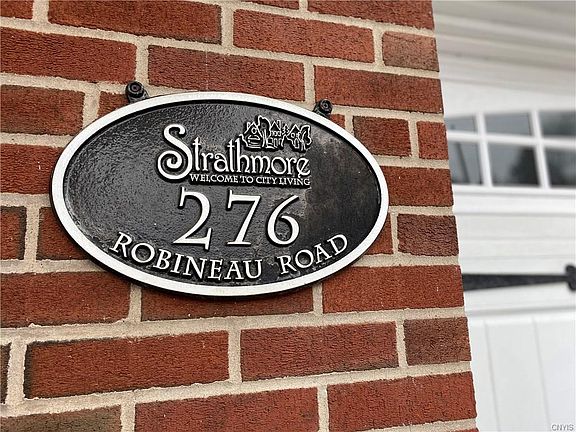 Strathmore
WELCOME TO CITY LIVING
276
ROBINEAU ROAD
CNYIS